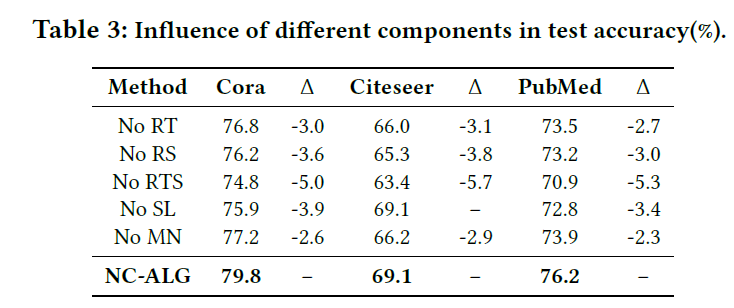 Table 3: Influence of different components in test accuracy(%).
Method Cora Δ Citeseer Δ PubMed Δ
No RT 76.8 -3.0 66.0 -3.1 73.5 -2.7
No RS 76.2 -3.6 65.3 -3.8 73.2 -3.0
No RTS 74.8 -5.0 63.4 -5.7 70.9 -5.3
No SL 75.9 -3.9 69.1 – 72.8 -3.4
No MN 77.2 -2.6 66.2 -2.9 73.9 -2.3
NC-ALG 79.8 – 69.1 – 76.2 –